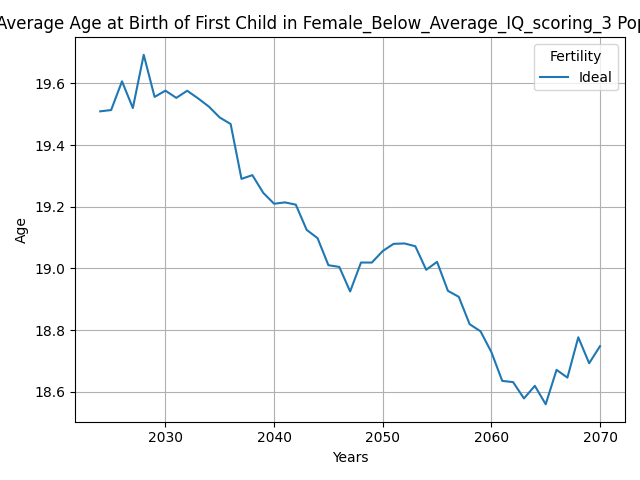 Average Age at Birth of First Child in Female_Below_Average_IQ_scoring_3
Fertility
Ideal
19.6
19.4
19.2
19.0
18.8
18.6
Age
2030 2040 2050 2060 2070
Years